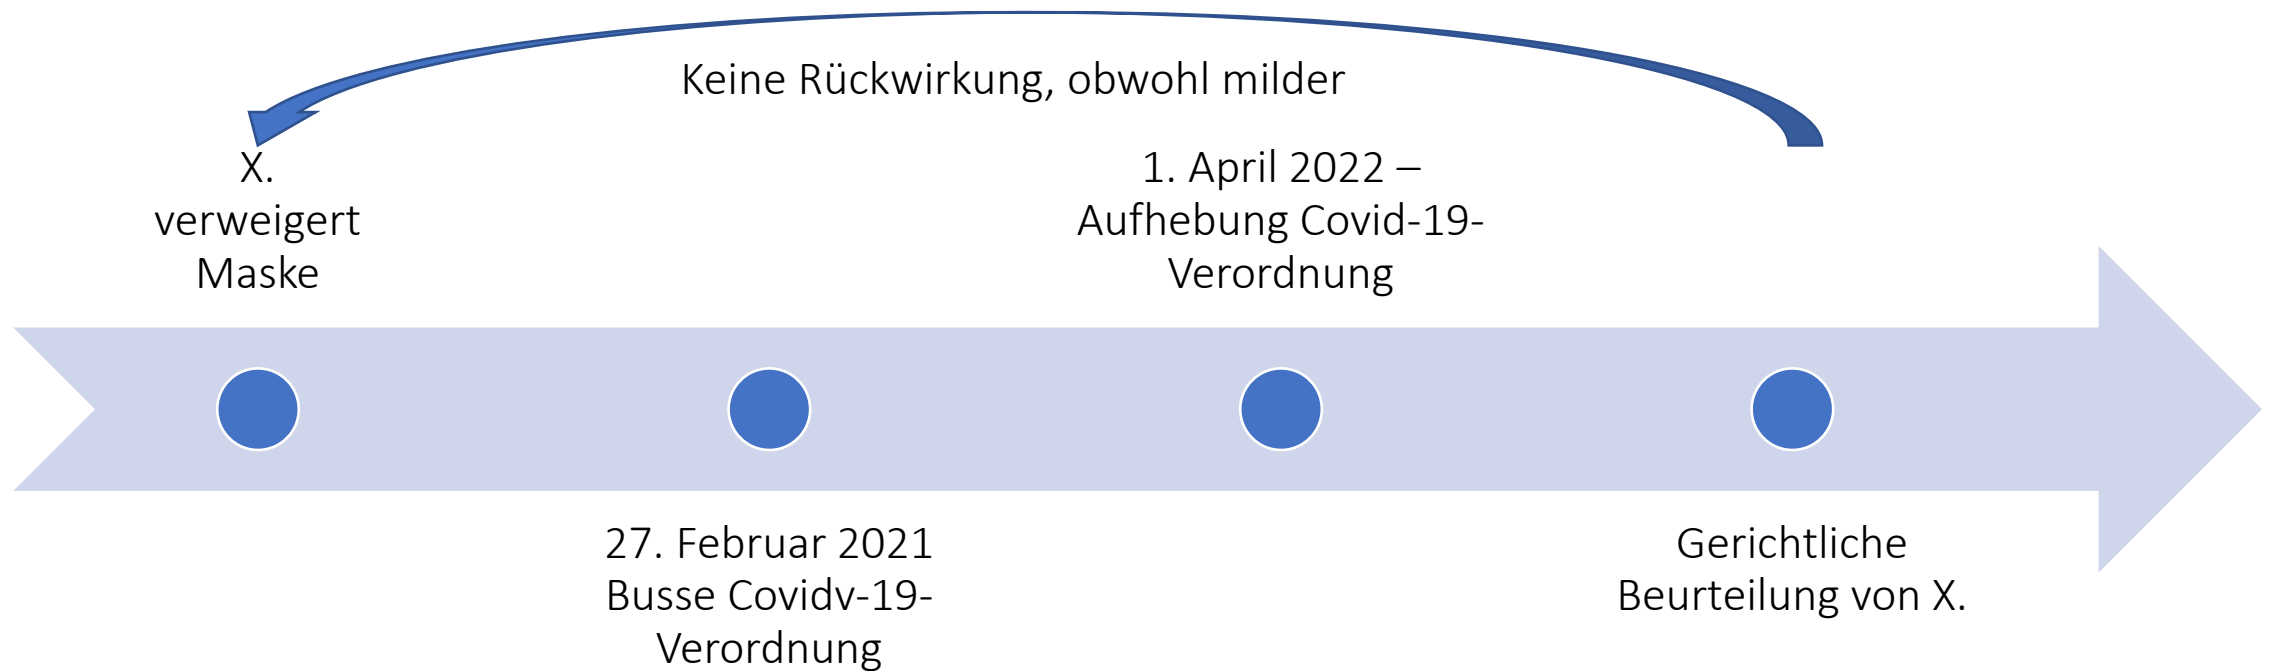 Keine Rückwirkung, obwohl milder
X.
verweigert
Maske
27. Februar 2021
Busse Covidv-19-
Verordnung
1. April 2022 –
Aufhebung Covid-19-
Verordnung
Gerichtliche
Beurteilung von X.